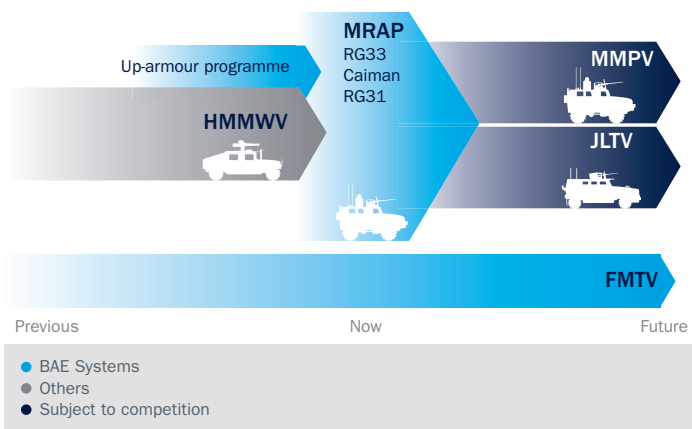 MRAP
RG33
Caiman
RG31
Up-armour programme
HMMWV
MMPV
JLTV
FMTV
Previous
Now
Future
BAE Systems
Others
Subject to competition